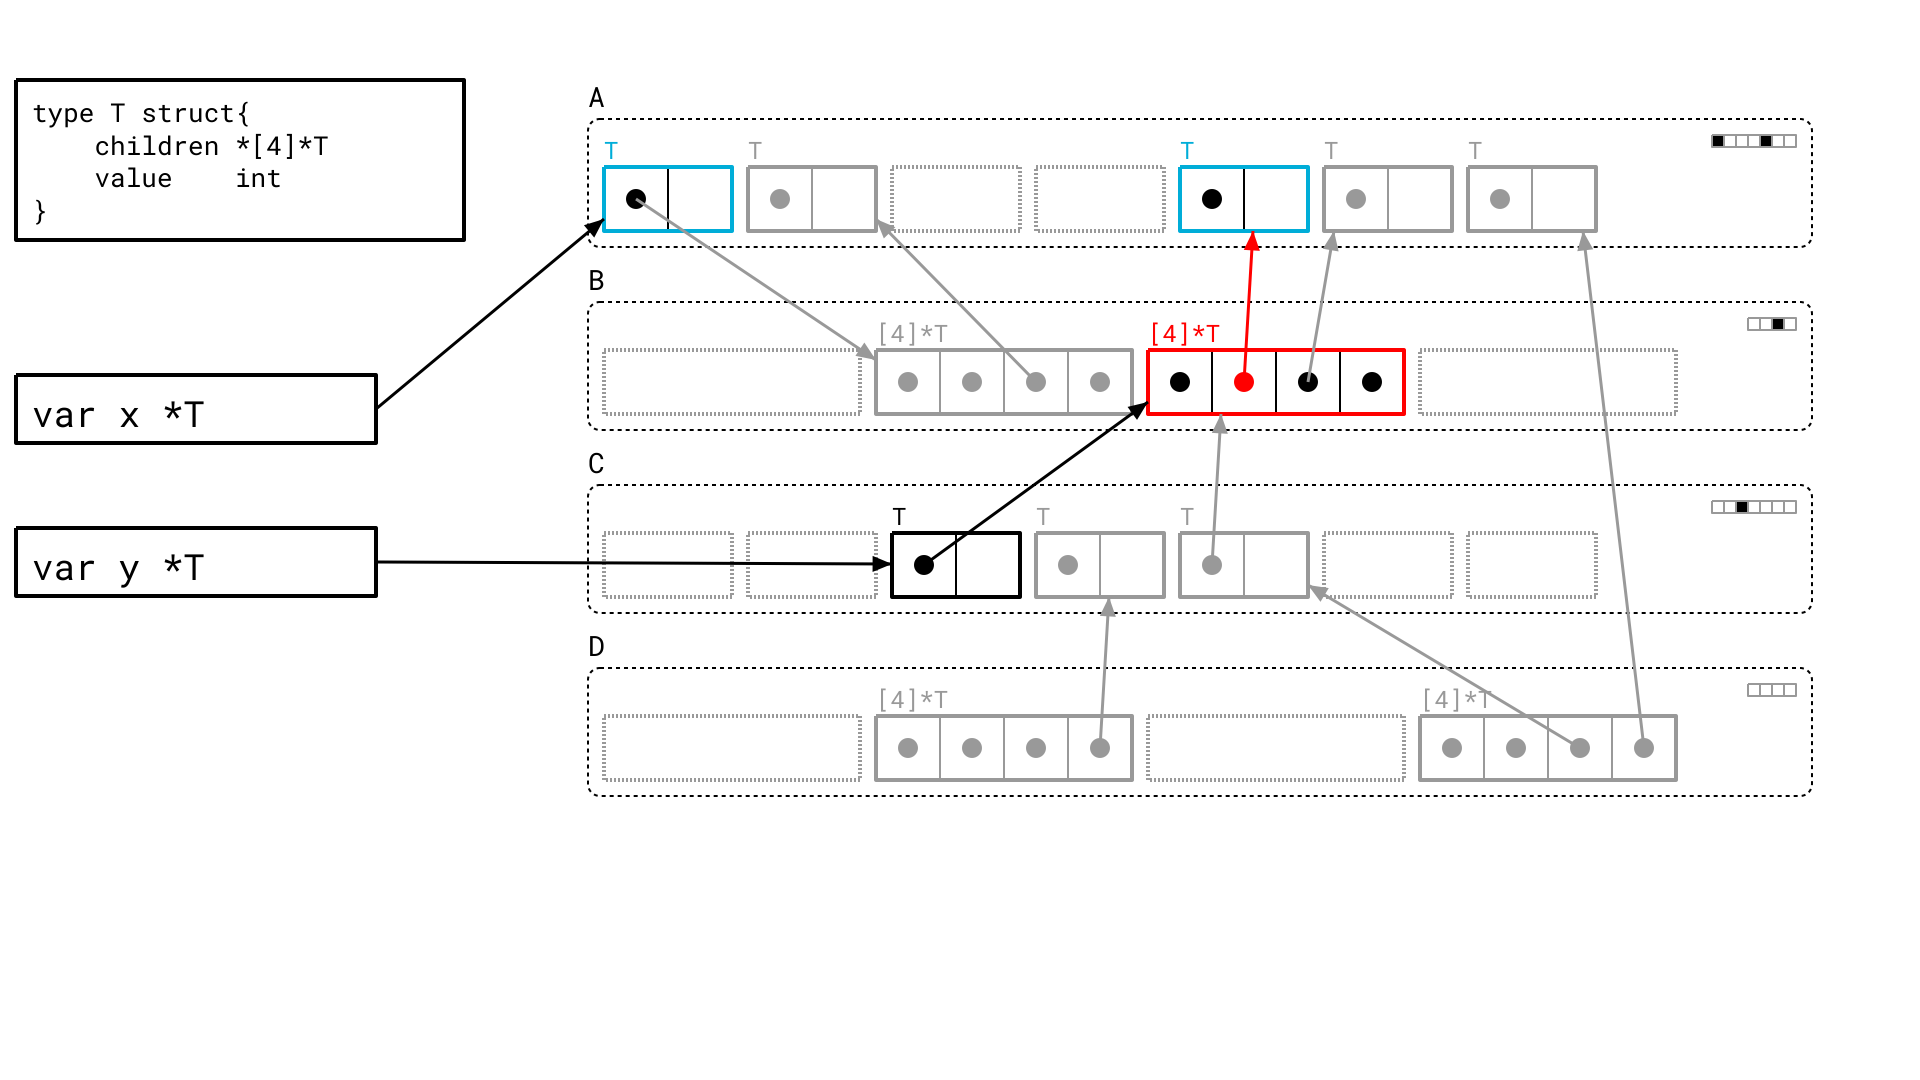 type T struct{
    children *[4]*T
    value    int
}
var x *T
var y *T
A
T
T
T
T
T
B
[4]*T
[4]*T
C
T
T
T
D
[4]*T
[4]*T